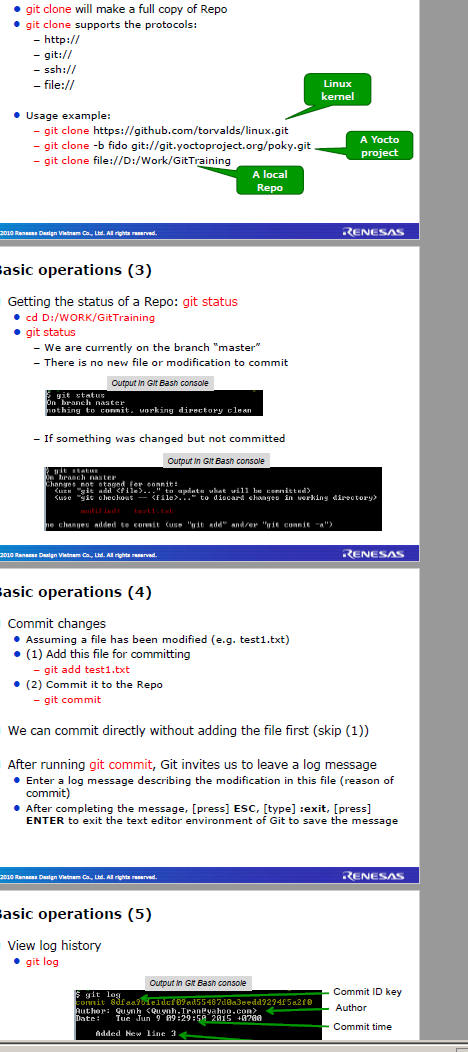 git clone will make a full copy of Repo
git clone supports the protocols:
– http://
– git://
– ssh://
– file://
Linux
kernel
Usage example:
– git clone https://github.com/torvalds/linux.git
– git clone -b fido git://git.yoctoproject.org/poky.git
A Yocto
project
– git clone file://D:/Work/GitTraining
A local
Repo
2010 Renesas Design Vietnam Co., Ltd. All rights reserved.
RENESAS
Basic operations (3)
Getting the status of a Repo: git status
cd D:/WORK/GitTraining
git status
– We are currently on the branch “master”
– There is no new file or modification to commit
Output in Git Bash console
$ git status
On branch master
nothing to commit, working directory clean
– If something was changed but not committed
Output in Git Bash console
$ git status
On branch master
Changes not staged for commit:
(use "git add <file>..." to update what will be committed)
(use "git checkout -- <file>..." to discard changes in working directory)
modified: test1.txt
no changes added to commit (use "git add" and/or "git commit -a")
2010 Renesas Design Vietnam Co., Ltd. All rights reserved.
RENESAS
Basic operations (4)
Commit changes
Assuming a file has been modified (e.g. test1.txt)
(1) Add this file for committing
– git add test1.txt
(2) Commit it to the Repo
– git commit
We can commit directly without adding the file first (skip (1))
After running git commit, Git invites us to leave a log message
Enter a log message describing the modification in this file (reason of
commit)
After completing the message, [press] ESC, [type] :exit, [press]
ENTER to exit the text editor environment of Git to save the message
2010 Renesas Design Vietnam Co., Ltd. All rights reserved.
RENESAS
Basic operations (5)
View log history
git log
Output in Git Bash console
$ git log
Commit ID key
commit
Author: Quynh <Quynh.Tran@yahoo.com>
Author
Date: Tue Jun 9 09:29:50 2015 +0700
Commit time
Added New line 3